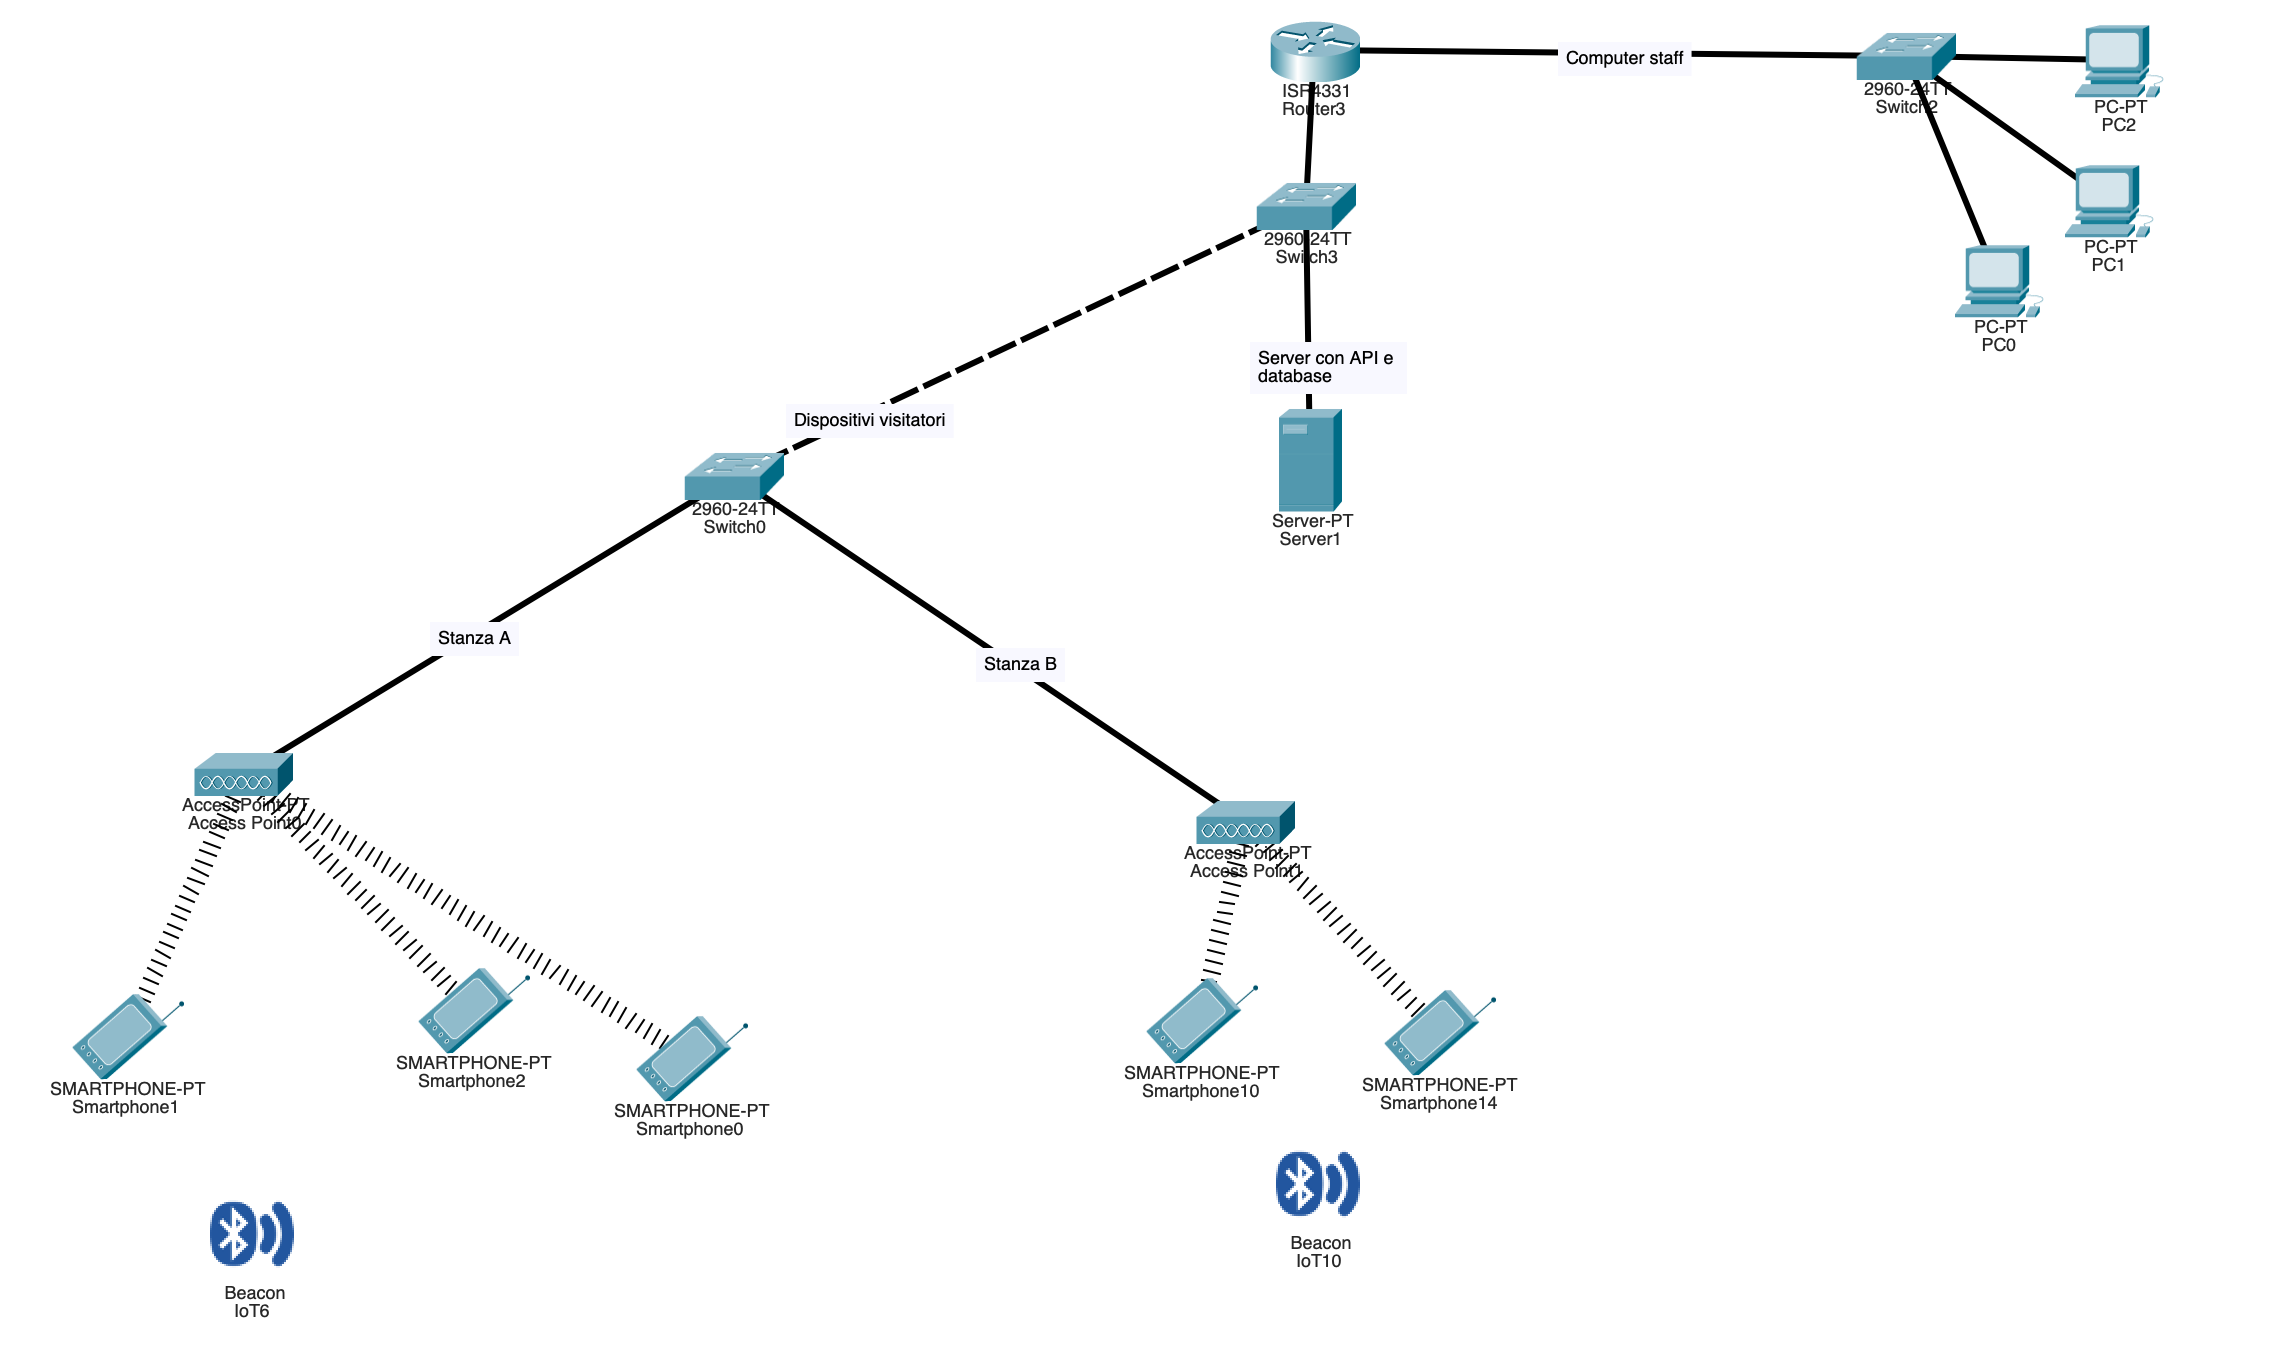 ISR4331
Router3
Computer staff
2960-24TT
Switch2
PC-PT
PC2
PC-PT
PC1
PC-PT
PC0
2960-24TT
Switch3
Server con API e
database
Server-PT
Server1
Dispositivi visitatori
2960-24TT
Switch0
Stanza A
Stanza B
AccessPoint-PT
Access Point0
AccessPoint-PT
Access Point1
SMARTPHONE-PT
Smartphone1
SMARTPHONE-PT
Smartphone2
SMARTPHONE-PT
Smartphone0
SMARTPHONE-PT
Smartphone10
SMARTPHONE-PT
Smartphone14
Beacon
IoT6
Beacon
IoT10